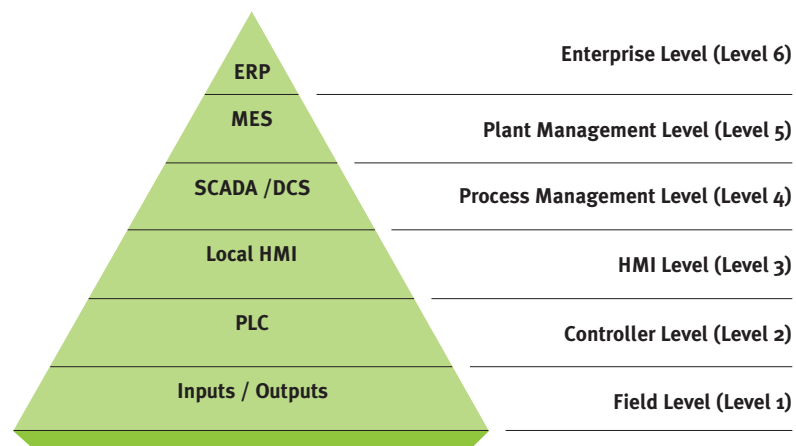 ERP
Enterprise Level (Level 6)
MES
Plant Management Level (Level 5)
SCADA /DCS
Process Management Level (Level 4)
Local HMI
HMI Level (Level 3)
PLC
Controller Level (Level 2)
Inputs / Outputs
Field Level (Level 1)